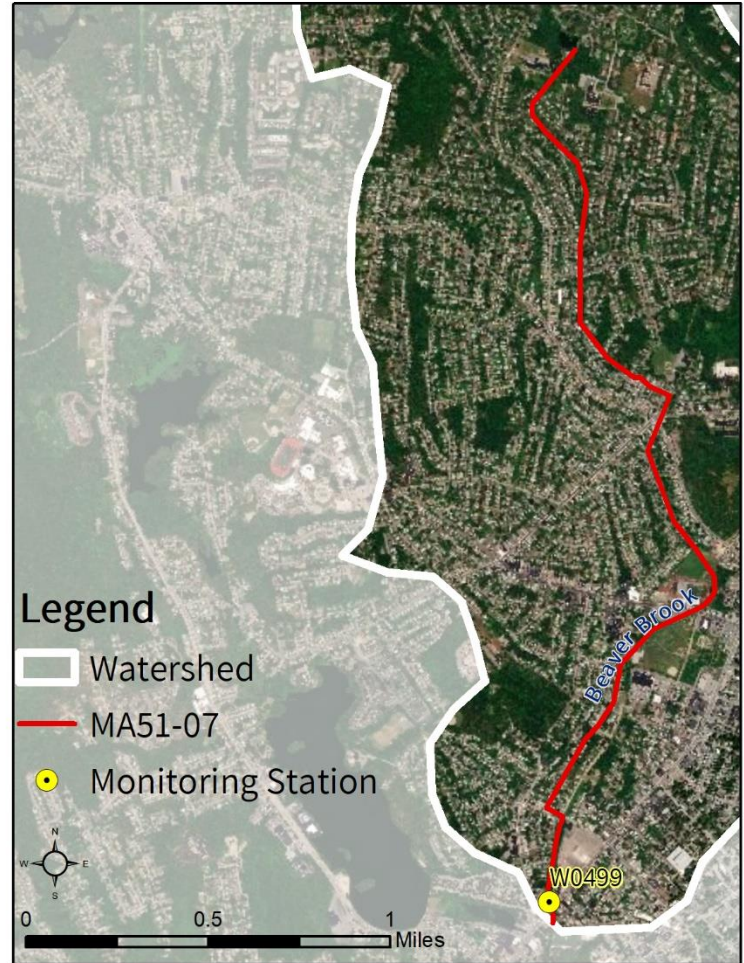 Beaver Brook
W0499
Legend
Watershed
MA51-07
Monitoring Station
N
W E
S
0 0.5 1
Miles